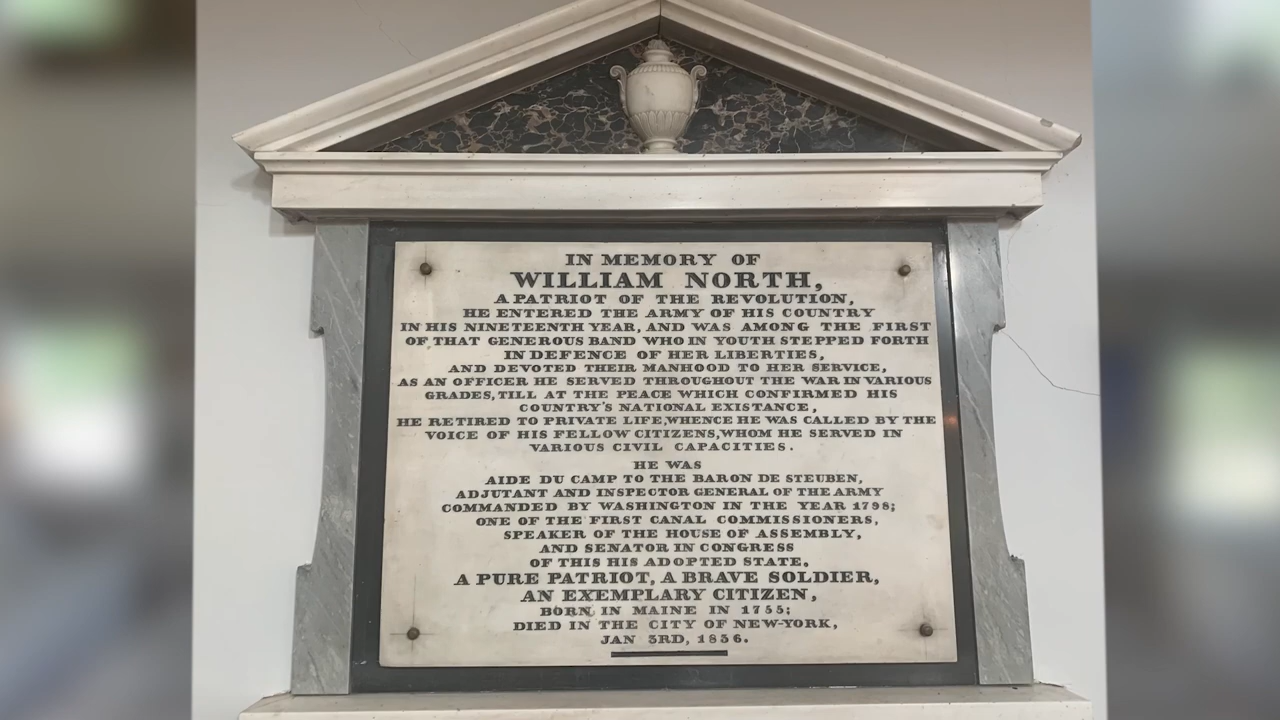 IN MEMORY OF
WILLIAM NORTH,
A PATRIOT OF THE REVOLUTION,
HE ENTERED THE ARMY OF HIS COUNTRY
IN HIS NINETEENTH YEAR, AND WAS AMONG THE FIRST
OF THAT GENEROUS BAND WHO IN YOUTH STEPPED FORTH
IN DEFENCE OF HER LIBERTIES,
AND DEVOTED THEIR MANHOOD TO HER SERVICE,
AS AN OFFICER HE SERVED THROUGHOUT THE WAR IN VARIOUS
GRADES, TILL AT THE PEACE WHICH CONFIRMED HIS
COUNTRY'S NATIONAL EXISTANCE,
HE RETIRED TO PRIVATE LIFE, WHENCE HE WAS CALLED BY THE
VOICE OF HIS FELLOW CITIZENS, WHOM HE SERVED IN
VARIOUS CIVIL CAPACITIES.
HE WAS
AIDE DU CAMP TO THE BARON DE STEUBEN,
ADJUTANT AND INSPECTOR GENERAL OF THE ARMY
COMMANDED BY WASHINGTON IN THE YEAR 1798;
ONE OF THE FIRST CANAL COMMISSIONERS,
SPEAKER OF THE HOUSE OF ASSEMBLY,
AND SENATOR IN CONGRESS
OF THIS HIS ADOPTED STATE,
A PURE PATRIOT, A BRAVE SOLDIER,
AN EXEMPLARY CITIZEN,
BORN IN MAINE IN 1755;
DIED IN THE CITY OF NEW-YORK,
JAN 3RD, 1836.